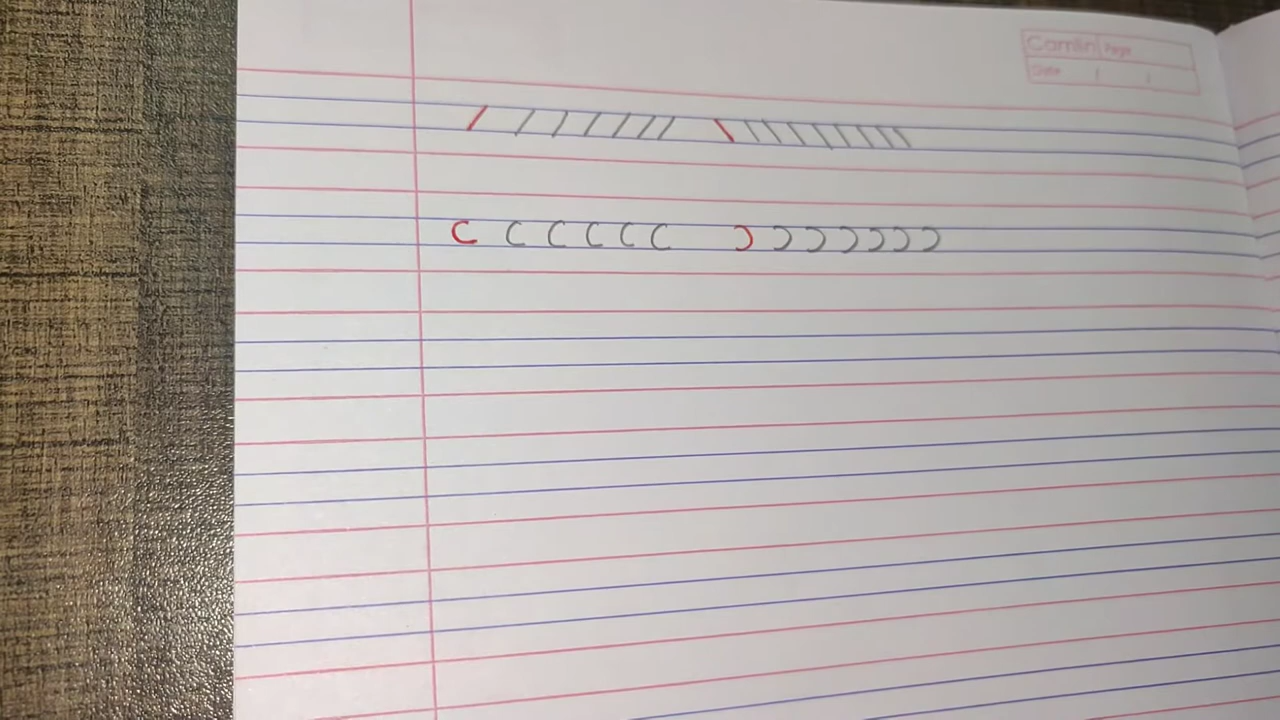 Camlin Page
Date / /
/ / / / / / / \ \ \ \ \ \ \ \ \
C C C C C C Ɔ Ɔ Ɔ Ɔ Ɔ Ɔ Ɔ